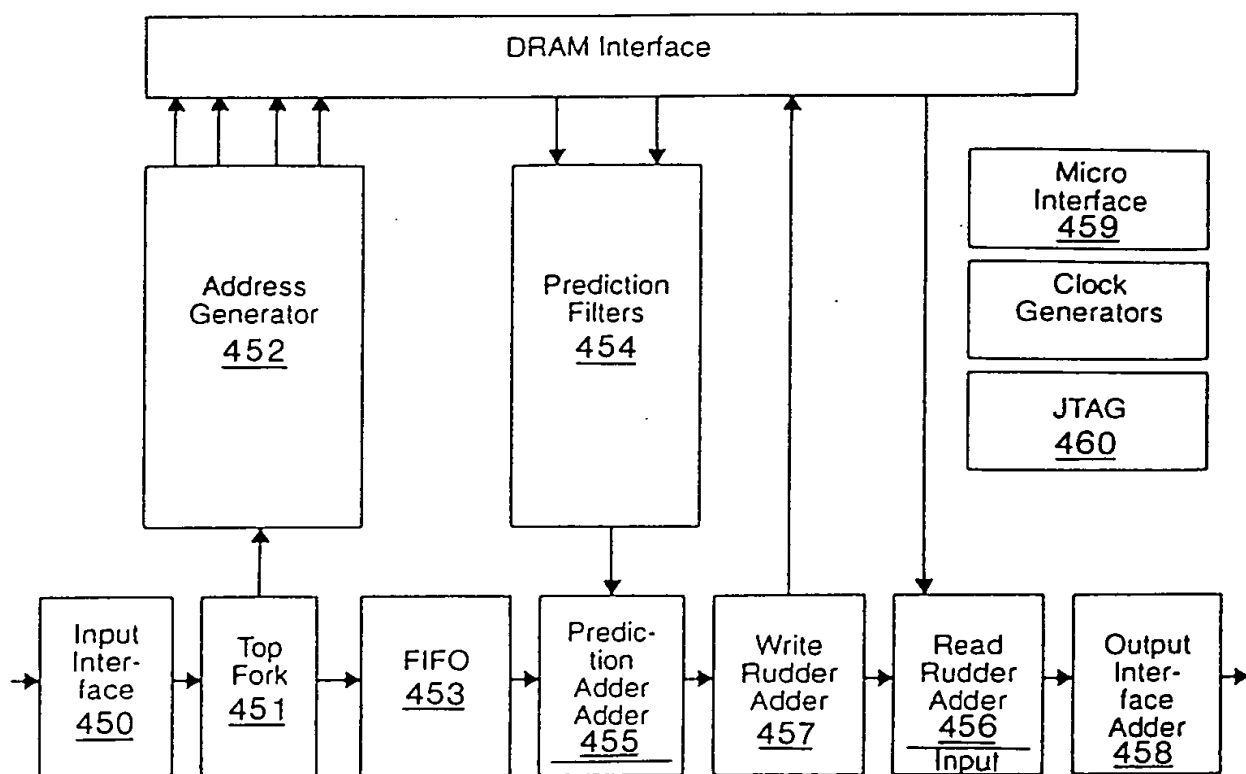 DRAM Interface
Micro
Interface
459
Address
Generator
452
Prediction
Filters
454
Clock
Generators
JTAG
460
Input
Inter-
face
450
Top
Fork
451
FIFO
453
Predic-
tion
Adder
Adder
455
Write
Rudder
Adder
457
Read
Rudder
Adder
456
Input
Output
Inter-
face
Adder
458